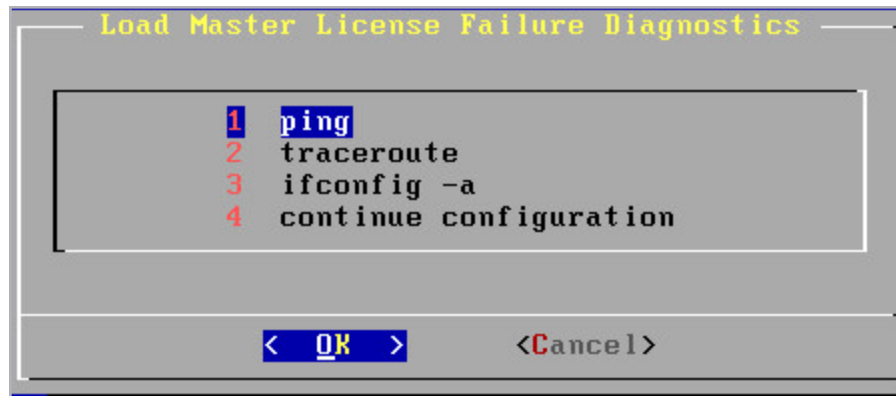 Load Master License Failure Diagnostics
1 ping
2 traceroute
3 ifconfig -a
4 continue configuration
< OK > <Cancel>